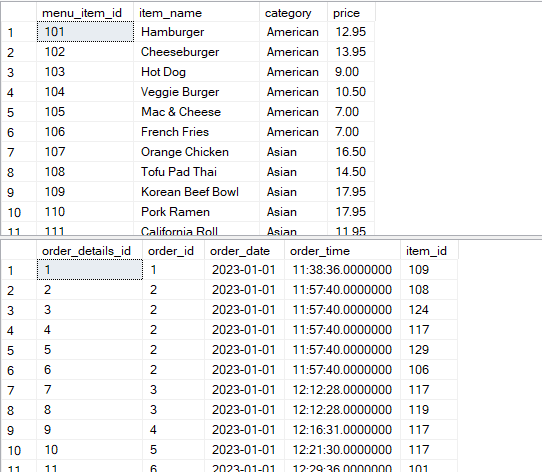 menu_item_id item_name category price
1 101 Hamburger American 12.95
2 102 Cheeseburger American 13.95
3 103 Hot Dog American 9.00
4 104 Veggie Burger American 10.50
5 105 Mac & Cheese American 7.00
6 106 French Fries American 7.00
7 107 Orange Chicken Asian 16.50
8 108 Tofu Pad Thai Asian 14.50
9 109 Korean Beef Bowl Asian 17.95
10 110 Pork Ramen Asian 17.95
11 111 California Roll Asian 11.95
order_details_id order_id order_date order_time item_id
1 1 1 2023-01-01 11:38:36.0000000 109
2 2 2 2023-01-01 11:57:40.0000000 108
3 3 2 2023-01-01 11:57:40.0000000 124
4 4 2 2023-01-01 11:57:40.0000000 117
5 5 2 2023-01-01 11:57:40.0000000 129
6 6 2 2023-01-01 11:57:40.0000000 106
7 7 3 2023-01-01 12:12:28.0000000 117
8 8 3 2023-01-01 12:12:28.0000000 119
9 9 4 2023-01-01 12:16:31.0000000 117
10 10 5 2023-01-01 12:21:30.0000000 117
11 11 6 2023-01-01 12:29:36.0000000 101